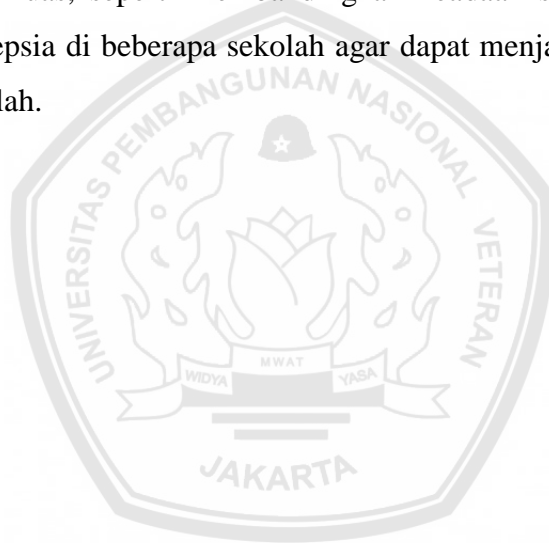 epsia di beberapa sekolah agar dapat menja
lah.
UNIVERSITAS PEMBANGUNAN NASIONAL VETERAN
WIDYA MWAT YASA
JAKARTA